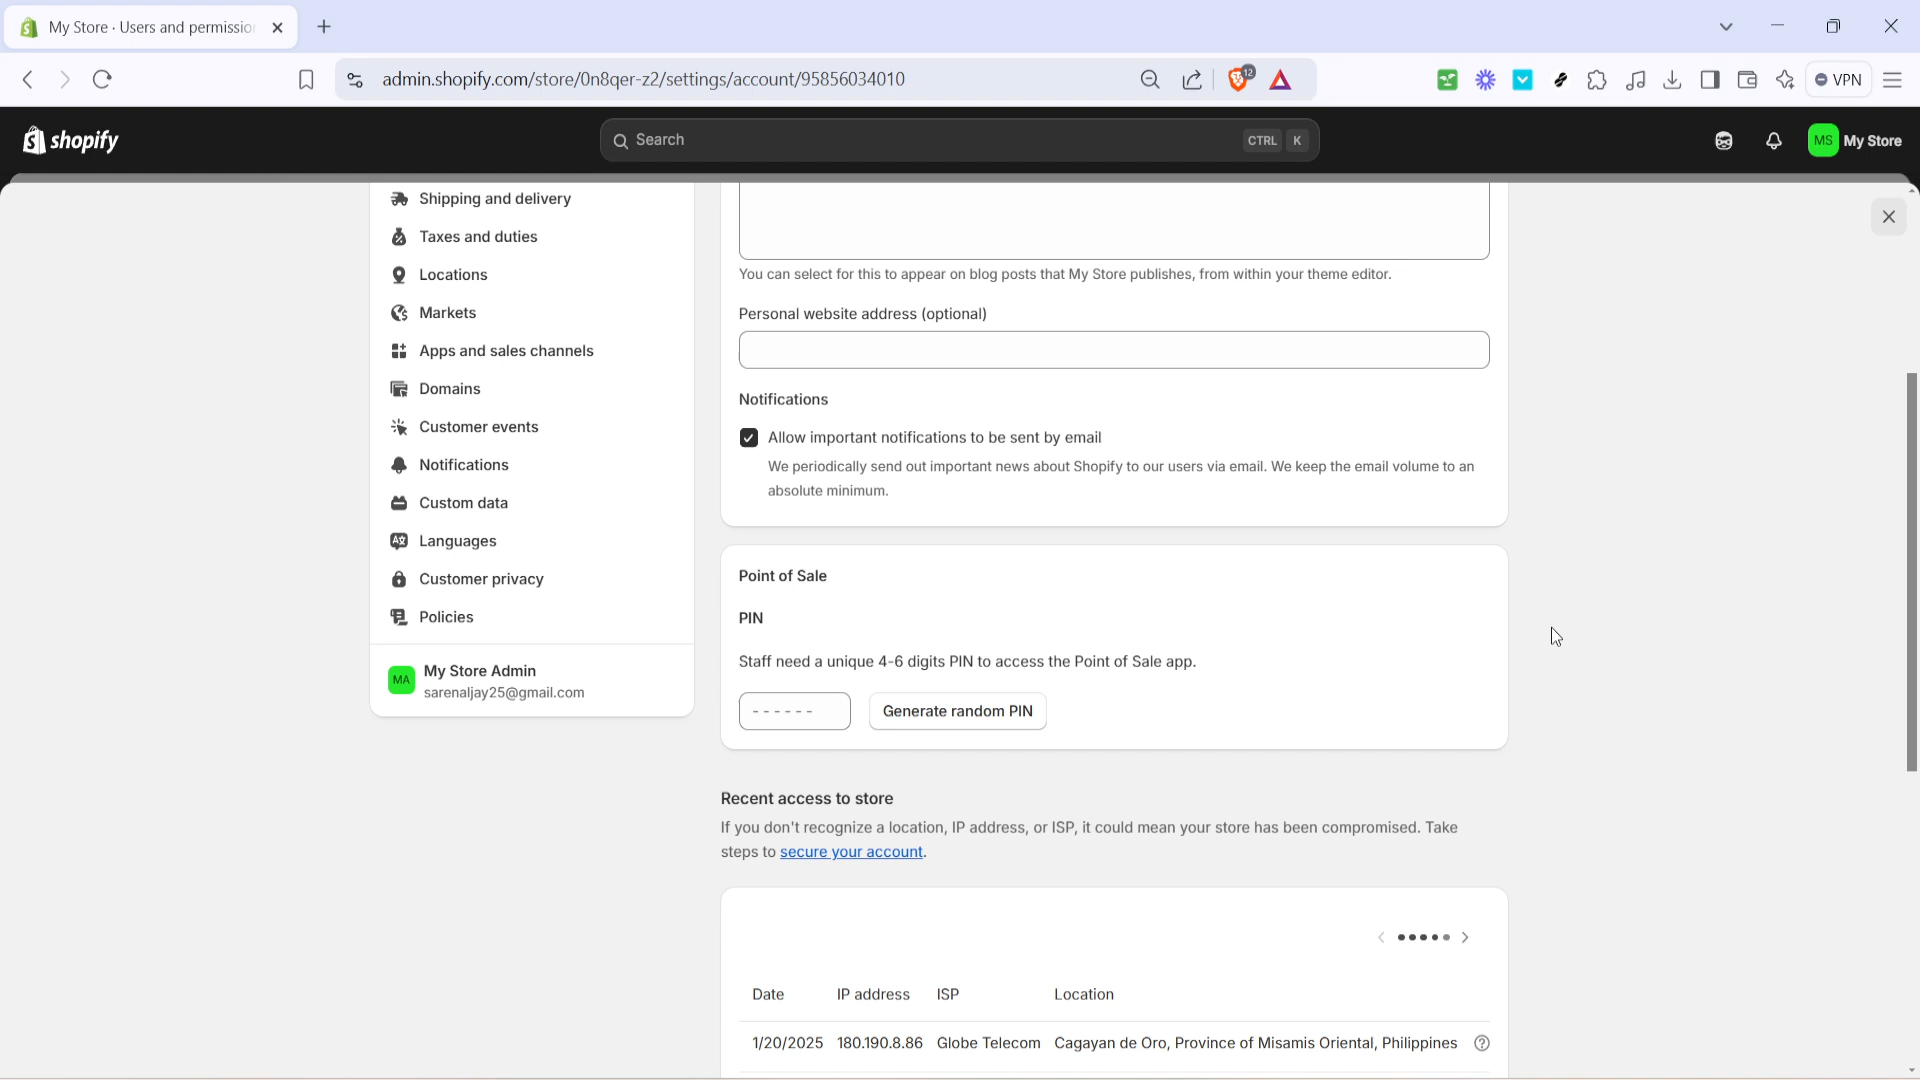 My Store · Users and permissio
admin.shopify.com/store/0n8qer-z2/settings/account/95856034010
12
VPN
shopify
Search
CTRL K
MS My Store
Shipping and delivery
Taxes and duties
Locations
Markets
Apps and sales channels
Domains
Customer events
Notifications
Custom data
Languages
Customer privacy
Policies
MA
My Store Admin
sarenaljay25@gmail.com
You can select for this to appear on blog posts that My Store publishes, from within your theme editor.
Personal website address (optional)
Notifications
Allow important notifications to be sent by email
We periodically send out important news about Shopify to our users via email. We keep the email volume to an
absolute minimum.
Point of Sale
PIN
Staff need a unique 4-6 digits PIN to access the Point of Sale app.
- - - - - -
Generate random PIN
Recent access to store
If you don't recognize a location, IP address, or ISP, it could mean your store has been compromised. Take
steps to secure your account.
Date IP address ISP Location
1/20/2025 180.190.8.86 Globe Telecom Cagayan de Oro, Province of Misamis Oriental, Philippines